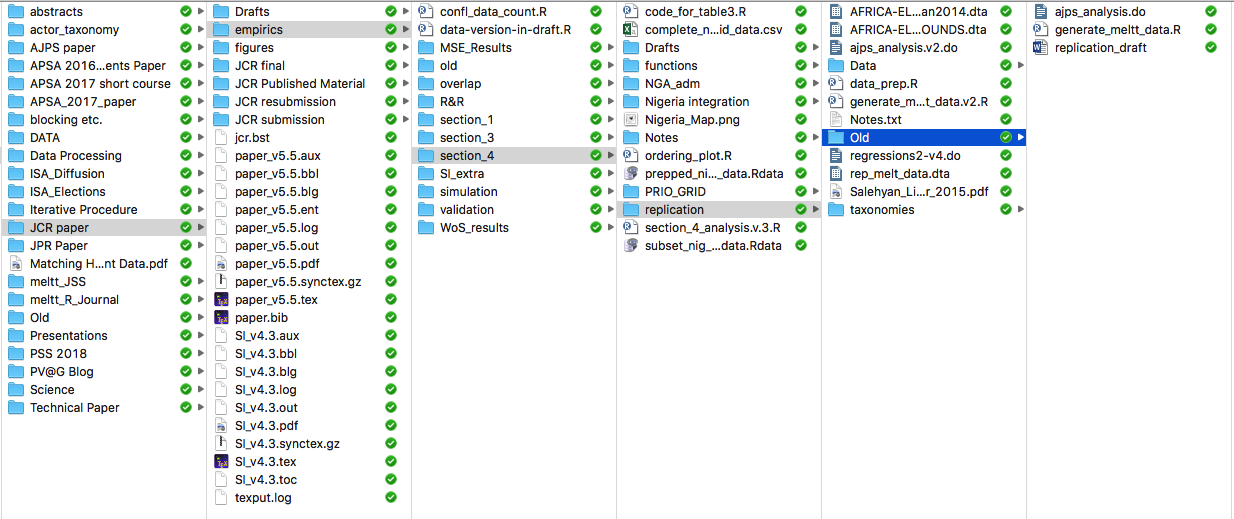 abstracts
actor_taxonomy
AJPS paper
APSA 2016...ents Paper
APSA 2017 short course
APSA_2017_paper
blocking etc.
DATA
Data Processing
ISA_Diffusion
ISA_Elections
Iterative Procedure
JCR paper
JPR Paper
Matching H...nt Data.pdf
meltt_JSS
meltt_R_Journal
Old
Presentations
PSS 2018
PV@G Blog
Science
Technical Paper
Drafts
empirics
figures
JCR final
JCR Published Material
JCR resubmission
JCR submission
jcr.bst
paper_v5.5.aux
paper_v5.5.bbl
paper_v5.5.blg
paper_v5.5.ent
paper_v5.5.log
paper_v5.5.out
paper_v5.5.pdf
paper_v5.5.synctex.gz
paper_v5.5.tex
paper.bib
SI_v4.3.aux
SI_v4.3.bbl
SI_v4.3.blg
SI_v4.3.log
SI_v4.3.out
SI_v4.3.pdf
SI_v4.3.synctex.gz
SI_v4.3.tex
SI_v4.3.toc
texput.log
confl_data_count.R
data-version-in-draft.R
MSE_Results
old
overlap
R&R
section_1
section_3
section_4
SI_extra
simulation
validation
WoS_results
code_for_table3.R
complete_n...id_data.csv
Drafts
functions
NGA_adm
Nigeria integration
Nigeria_Map.png
Notes
ordering_plot.R
prepped_ni..._data.Rdata
PRIO_GRID
replication
section_4_analysis.v.3.R
subset_nig_...data.Rdata
AFRICA-EL...an2014.dta
AFRICA-EL...OUNDS.dta
ajps_analysis.v2.do
Data
data_prep.R
generate_m...t_data.v2.R
Notes.txt
Old
regressions2-v4.do
rep_melt_data.dta
Salehyan_Li...r_2015.pdf
taxonomies
ajps_analysis.do
generate_meltt_data.R
replication_draft